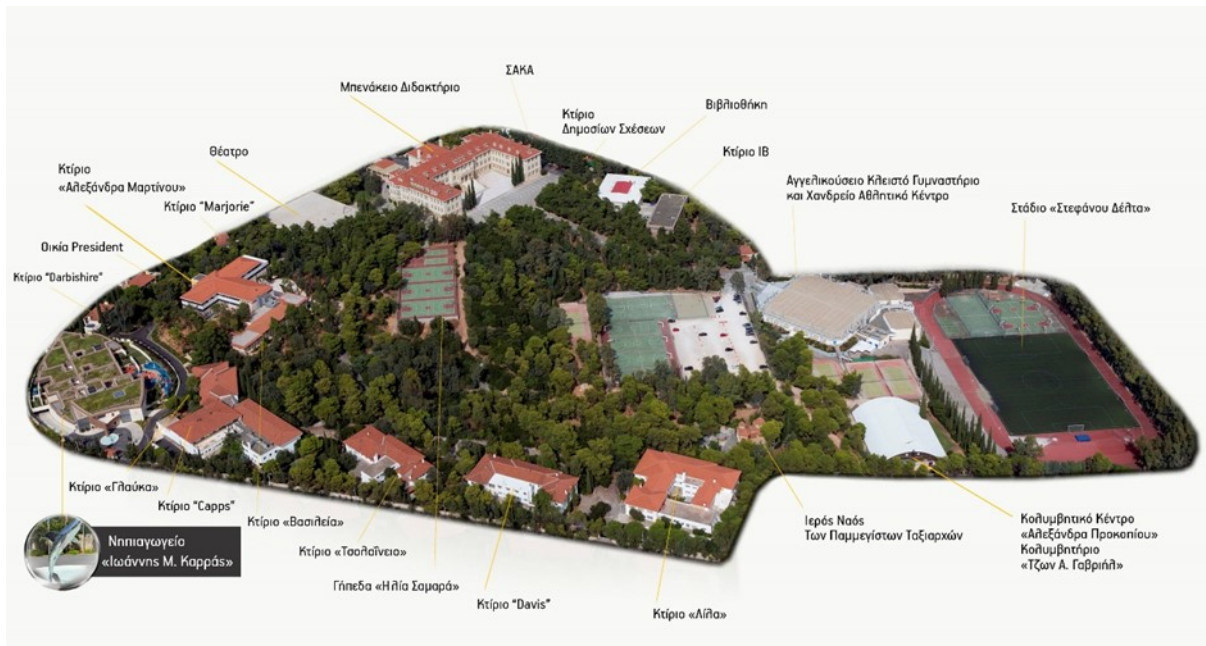 ΣΑΚΑ
Μπενάκειο Διδακτήριο
Κτίριο
Δημοσίων Σχέσεων
Βιβλιοθήκη
Θέατρο
Κτίριο ΙΒ
Κτίριο
«Αλεξάνδρα Μαρτίνου»
Κτίριο "Marjorie"
Αγγελικούσειο Κλειστό Γυμναστήριο
και Χανδρείο Αθλητικό Κέντρο
Στάδιο «Στεφάνου Δέλτα»
Οικία President
Κτίριο "Darbishire"
Κτίριο «Γλαύκα»
Κτίριο "Capps"
Κτίριο «Βασιλεία»
Κτίριο «Τσολαΐνειο»
Γήπεδα «Ηλία Σαμαρά»
Κτίριο "Davis"
Κτίριο «Λίλα»
Ιερός Ναός
Των Παμμεγίστων Ταξιαρχών
Κολυμβητικό Κέντρο
«Αλεξάνδρα Προκοπίου»
Κολυμβητήριο
«Τζων Α. Γαβριήλ»
Νηπιαγωγείο
«Ιωάννης Μ. Καρράς»